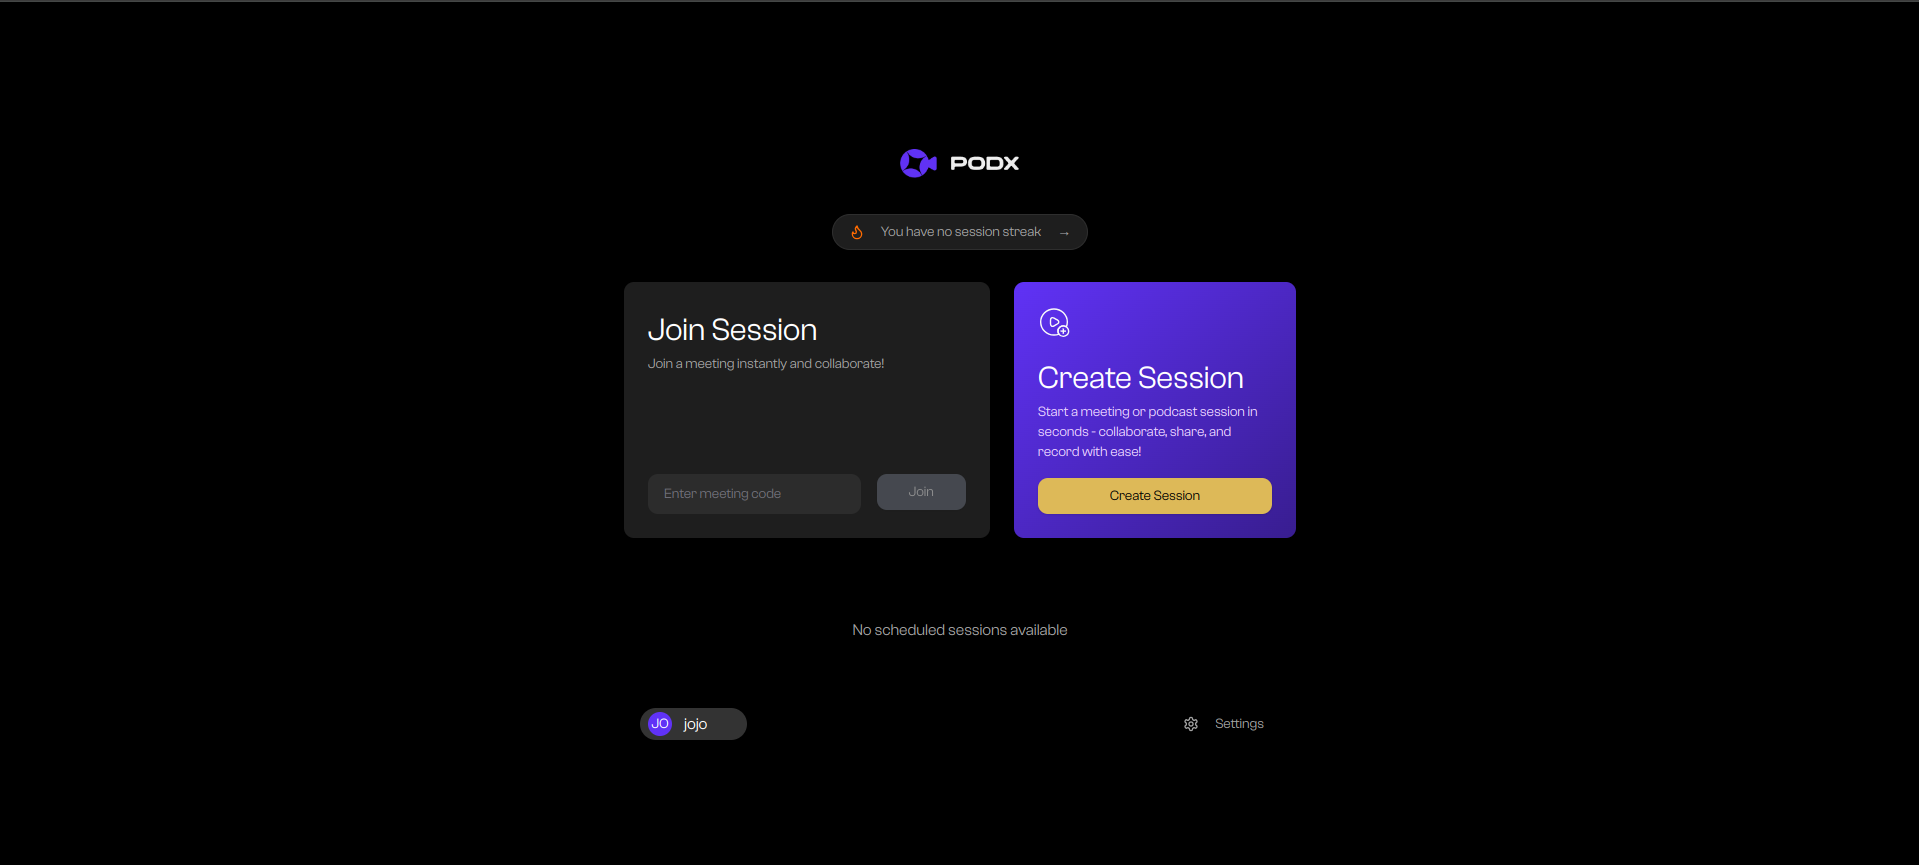 PODX
You have no session streak →
Join Session
Join a meeting instantly and collaborate!
Enter meeting code
Join
Create Session
Start a meeting or podcast session in
seconds - collaborate, share, and
record with ease!
Create Session
No scheduled sessions available
JO jojo
Settings